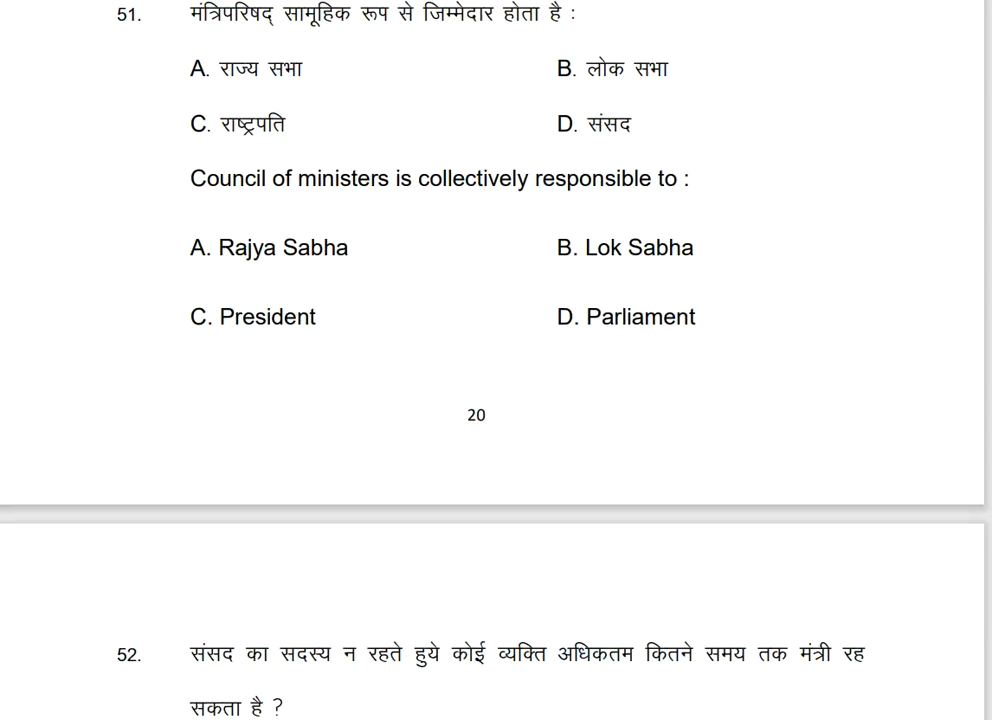 51. मंत्रिपरिषद् सामूहिक रूप से जिम्मेदार होता है :
A. राज्य सभा B. लोक सभा
C. राष्ट्रपति D. संसद
Council of ministers is collectively responsible to :
A. Rajya Sabha B. Lok Sabha
C. President D. Parliament
20
52. संसद का सदस्य न रहते हुये कोई व्यक्ति अधिकतम कितने समय तक मंत्री रह
सकता है ?